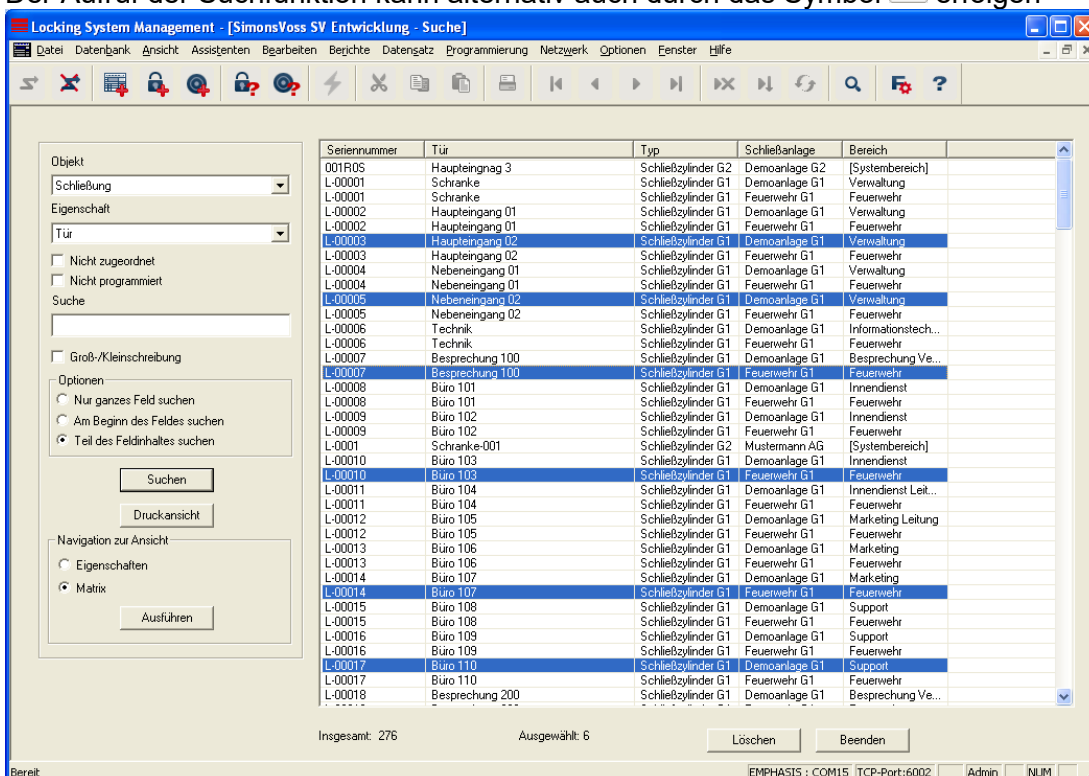 Der Aufruf der Suchfunktion kann alternativ auch durch das Symbol erfolgen
Locking System Management - [SimonsVoss SV Entwicklung - Suche]
Datei Datenbank Ansicht Assistenten Bearbeiten Berichte Datensatz Programmierung Netzwerk Optionen Fenster Hilfe
Objekt
Schließung
Eigenschaft
Tür
Nicht zugeordnet
Nicht programmiert
Suche
Groß-/Kleinschreibung
Optionen
Nur ganzes Feld suchen
Am Beginn des Feldes suchen
Teil des Feldinhaltes suchen
Suchen
Druckansicht
Navigation zur Ansicht
Eigenschaften
Matrix
Ausführen
Seriennummer Tür Typ Schließanlage Bereich
001R0S Haupteingnag 3 Schließzylinder G2 Demoanlage G2 [Systembereich]
L-00001 Schranke Schließzylinder G1 Demoanlage G1 Verwaltung
L-00001 Schranke Schließzylinder G1 Feuerwehr G1 Feuerwehr
L-00002 Haupteingang 01 Schließzylinder G1 Demoanlage G1 Verwaltung
L-00002 Haupteingang 01 Schließzylinder G1 Feuerwehr G1 Feuerwehr
L-00003 Haupteingang 02 Schließzylinder G1 Demoanlage G1 Verwaltung
L-00003 Haupteingang 02 Schließzylinder G1 Feuerwehr G1 Feuerwehr
L-00004 Nebeneingang 01 Schließzylinder G1 Demoanlage G1 Verwaltung
L-00004 Nebeneingang 01 Schließzylinder G1 Feuerwehr G1 Feuerwehr
L-00005 Nebeneingang 02 Schließzylinder G1 Demoanlage G1 Verwaltung
L-00005 Nebeneingang 02 Schließzylinder G1 Feuerwehr G1 Feuerwehr
L-00006 Technik Schließzylinder G1 Demoanlage G1 Informationstech...
L-00006 Technik Schließzylinder G1 Feuerwehr G1 Feuerwehr
L-00007 Besprechung 100 Schließzylinder G1 Demoanlage G1 Besprechung Ve...
L-00007 Besprechung 100 Schließzylinder G1 Feuerwehr G1 Feuerwehr
L-00008 Büro 101 Schließzylinder G1 Demoanlage G1 Innendienst
L-00008 Büro 101 Schließzylinder G1 Feuerwehr G1 Feuerwehr
L-00009 Büro 102 Schließzylinder G1 Demoanlage G1 Innendienst
L-00009 Büro 102 Schließzylinder G1 Feuerwehr G1 Feuerwehr
L-0001 Schranke-001 Schließzylinder G2 Mustermann AG [Systembereich]
L-00010 Büro 103 Schließzylinder G1 Demoanlage G1 Innendienst
L-00010 Büro 103 Schließzylinder G1 Feuerwehr G1 Feuerwehr
L-00011 Büro 104 Schließzylinder G1 Demoanlage G1 Innendienst Leit...
L-00011 Büro 104 Schließzylinder G1 Feuerwehr G1 Feuerwehr
L-00012 Büro 105 Schließzylinder G1 Demoanlage G1 Marketing Leitung
L-00012 Büro 105 Schließzylinder G1 Feuerwehr G1 Feuerwehr
L-00013 Büro 106 Schließzylinder G1 Demoanlage G1 Marketing
L-00013 Büro 106 Schließzylinder G1 Feuerwehr G1 Feuerwehr
L-00014 Büro 107 Schließzylinder G1 Demoanlage G1 Marketing
L-00014 Büro 107 Schließzylinder G1 Feuerwehr G1 Feuerwehr
L-00015 Büro 108 Schließzylinder G1 Demoanlage G1 Support
L-00015 Büro 108 Schließzylinder G1 Feuerwehr G1 Feuerwehr
L-00016 Büro 109 Schließzylinder G1 Demoanlage G1 Support
L-00016 Büro 109 Schließzylinder G1 Feuerwehr G1 Feuerwehr
L-00017 Büro 110 Schließzylinder G1 Demoanlage G1 Support
L-00017 Büro 110 Schließzylinder G1 Feuerwehr G1 Feuerwehr
L-00018 Besprechung 200 Schließzylinder G1 Demoanlage G1 Besprechung Ve...
Insgesamt: 276 Ausgewählt: 6 Löschen Beenden
Bereit EMPHASIS : COM15 TCP-Port:6002 Admin NUM